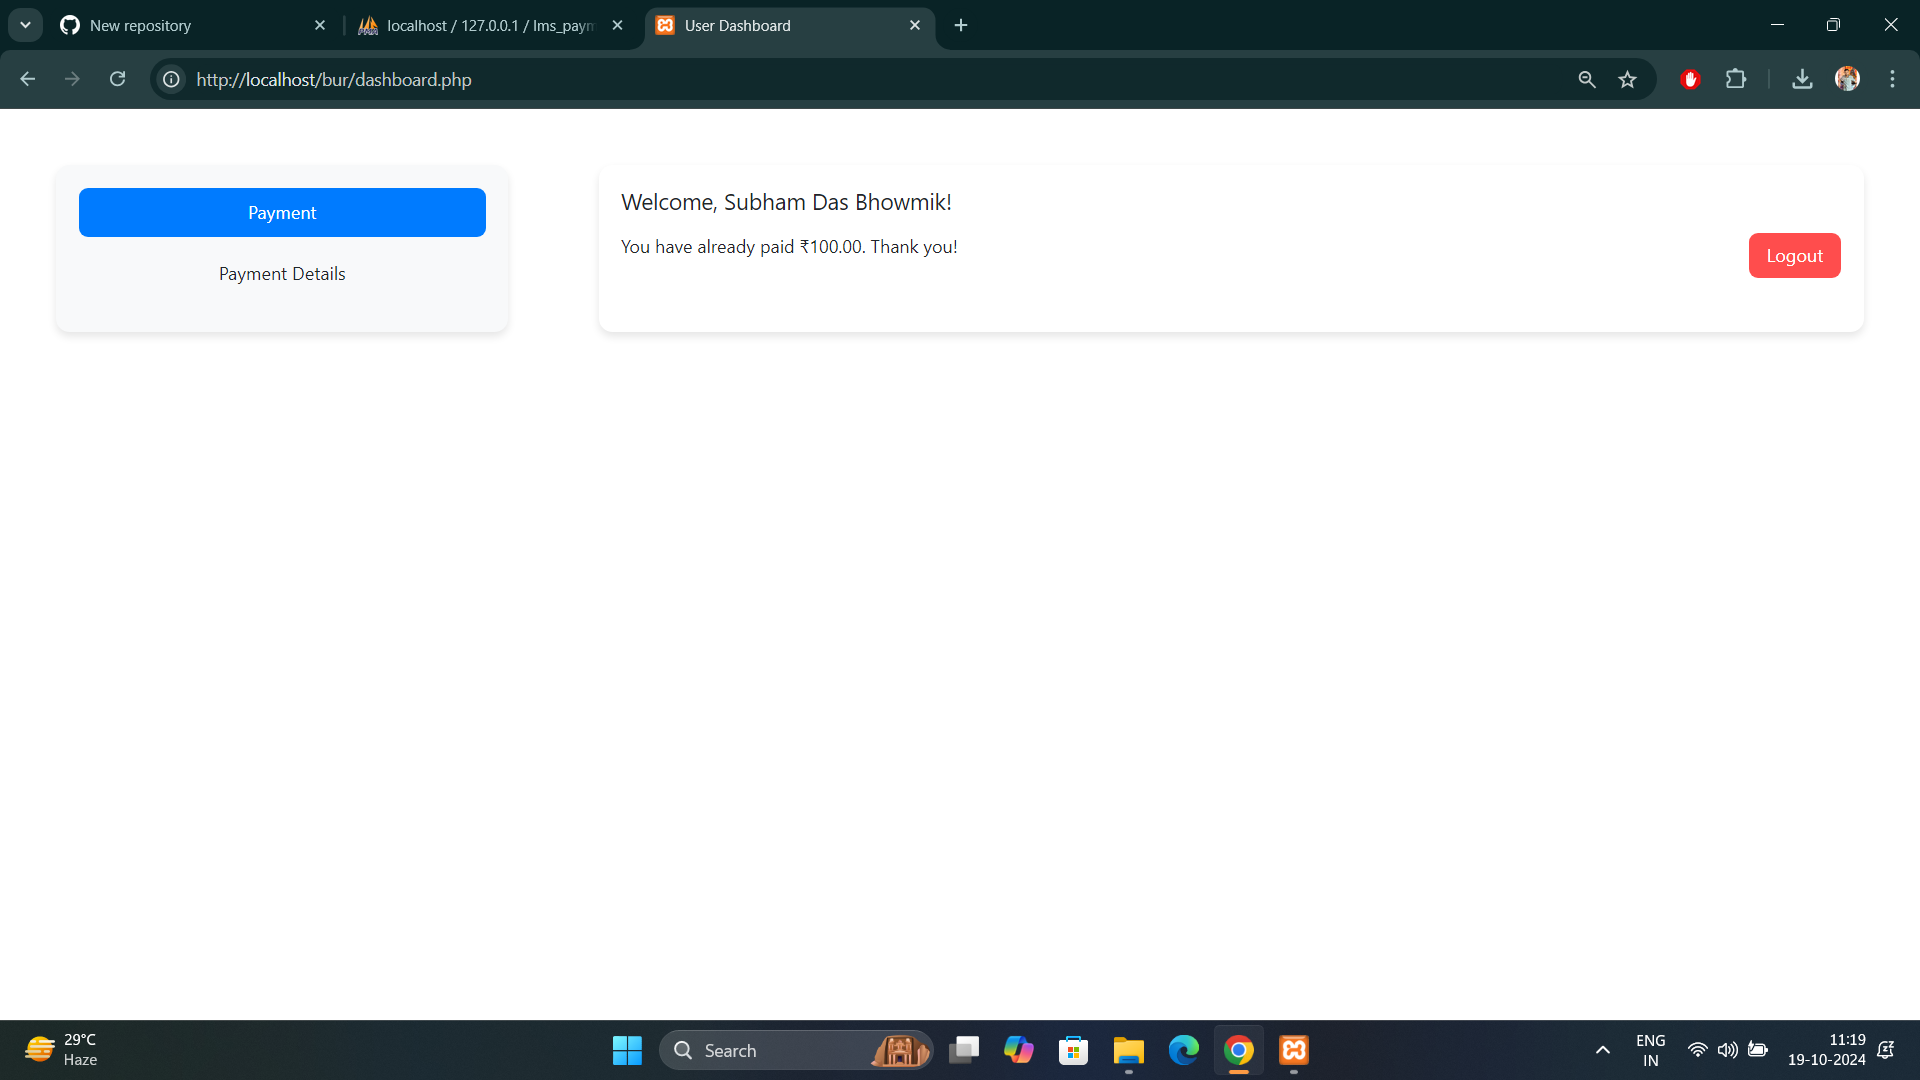 New repository
localhost / 127.0.0.1 / lms_paym
User Dashboard
http://localhost/bur/dashboard.php
Payment
Payment Details
Welcome, Subham Das Bhowmik!
You have already paid ₹100.00. Thank you!
Logout
29°C
Haze
Search
ENG
IN
11:19
19-10-2024